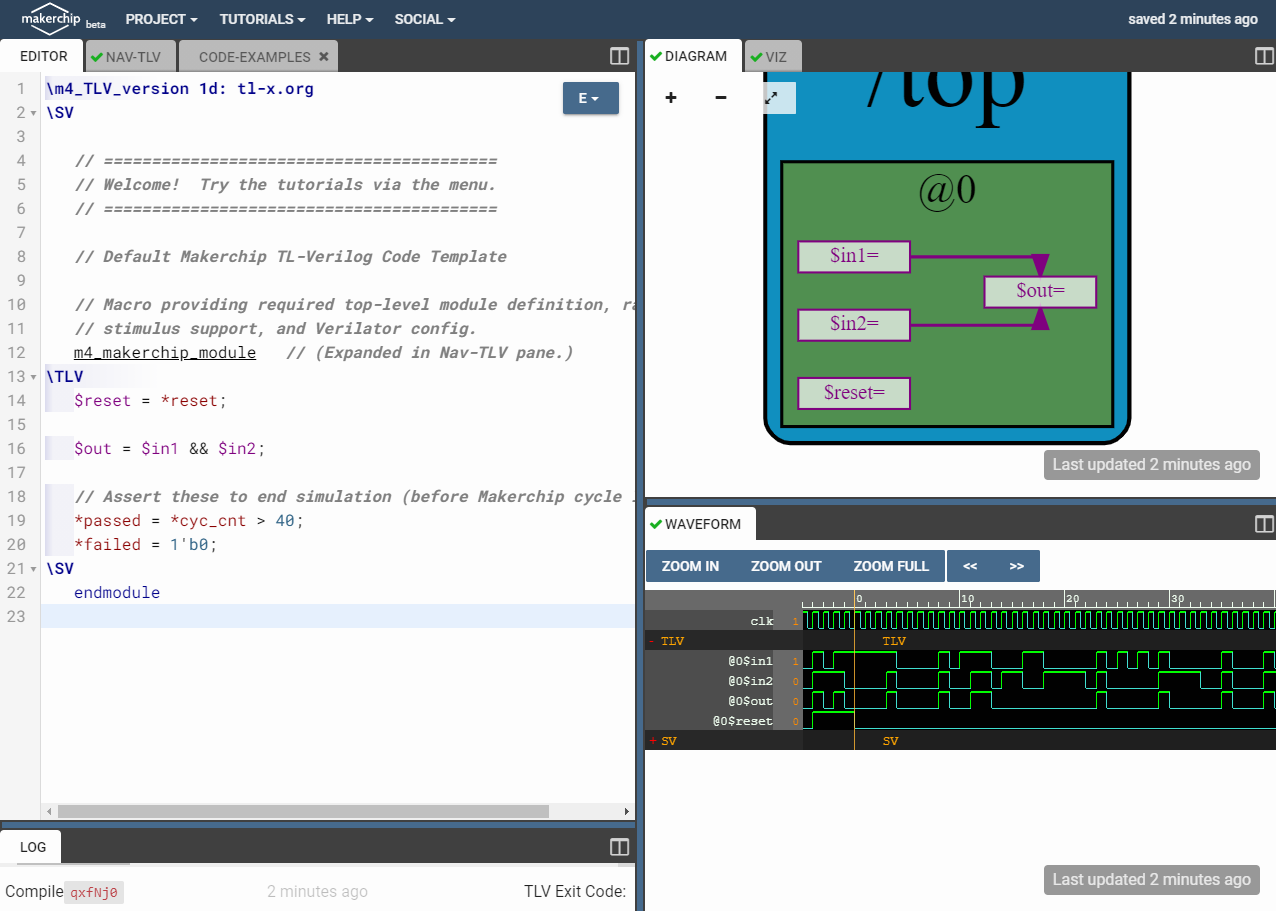 makerchip beta PROJECT TUTORIALS HELP SOCIAL saved 2 minutes ago
EDITOR NAV-TLV CODE-EXAMPLES
1 \m4_TLV_version 1d: tl-x.org
E
2 \SV
3
4 // =========================================
5 // Welcome!  Try the tutorials via the menu.
6 // =========================================
7
8 // Default Makerchip TL-Verilog Code Template
9
10 // Macro providing required top-level module definition,
11 // stimulus support, and Verilator config.
12 m4_makerchip_module   // (Expanded in Nav-TLV pane.)
13 \TLV
14 $reset = *reset;
15
16 $out = $in1 && $in2;
17
18 // Assert these to end simulation (before Makerchip cycle
19 *passed = *cyc_cnt > 40;
20 *failed = 1'b0;
21 \SV
22 endmodule
23
LOG
Compile qxfNj0 2 minutes ago TLV Exit Code:
DIAGRAM VIZ
+ −
/top
@0
$in1=
$out=
$in2=
$reset=
Last updated 2 minutes ago
WAVEFORM
ZOOM IN ZOOM OUT ZOOM FULL << >>
0 10 20 30
clk 1
- TLV TLV
@0$in1 1
@0$in2 0
@0$out 0
@0$reset 0
+ SV SV
Last updated 2 minutes ago